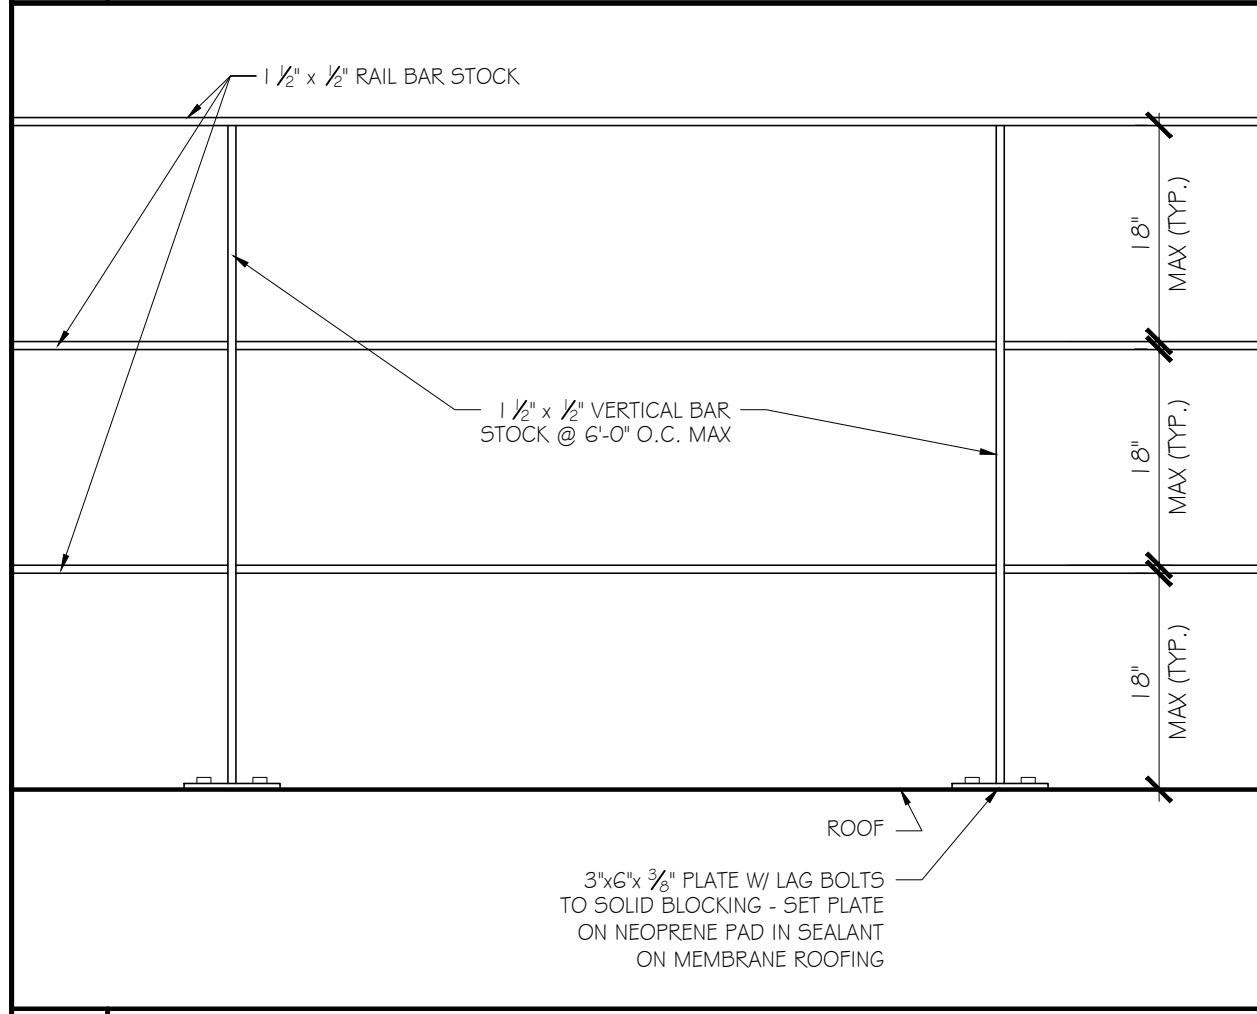 1 1/2" x 1/2" RAIL BAR STOCK
18"
MAX (TYP.)
1 1/2" x 1/2" VERTICAL BAR
STOCK @ 6'-0" O.C. MAX
18"
MAX (TYP.)
18"
MAX (TYP.)
ROOF
3"x6"x 3/8" PLATE W/ LAG BOLTS
TO SOLID BLOCKING - SET PLATE
ON NEOPRENE PAD IN SEALANT
ON MEMBRANE ROOFING